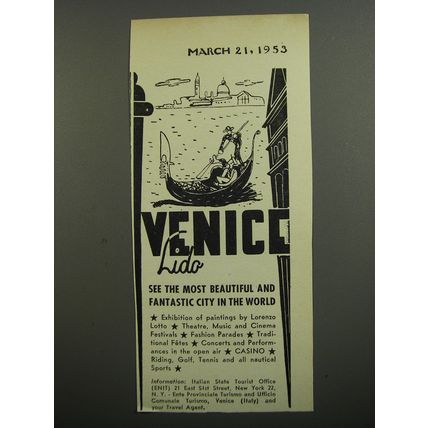 MARCH 21, 1953
VENICE
Lido
SEE THE MOST BEAUTIFUL AND
FANTASTIC CITY IN THE WORLD
★ Exhibition of paintings by Lorenzo
Lotto ★ Theatre, Music and Cinema
Festivals ★ Fashion Parades ★ Tradi-
tional Fêtes ★ Concerts and Perform-
ances in the open air ★ CASINO ★
Riding, Golf, Tennis and all nautical
Sports ★
Information: Italian State Tourist Office
(ENIT) 21 East 51st Street, New York 22,
N. Y. - Ente Provinciale Turismo and Ufficio
Comunale Turismo, Venice (Italy) and
your Travel Agent.